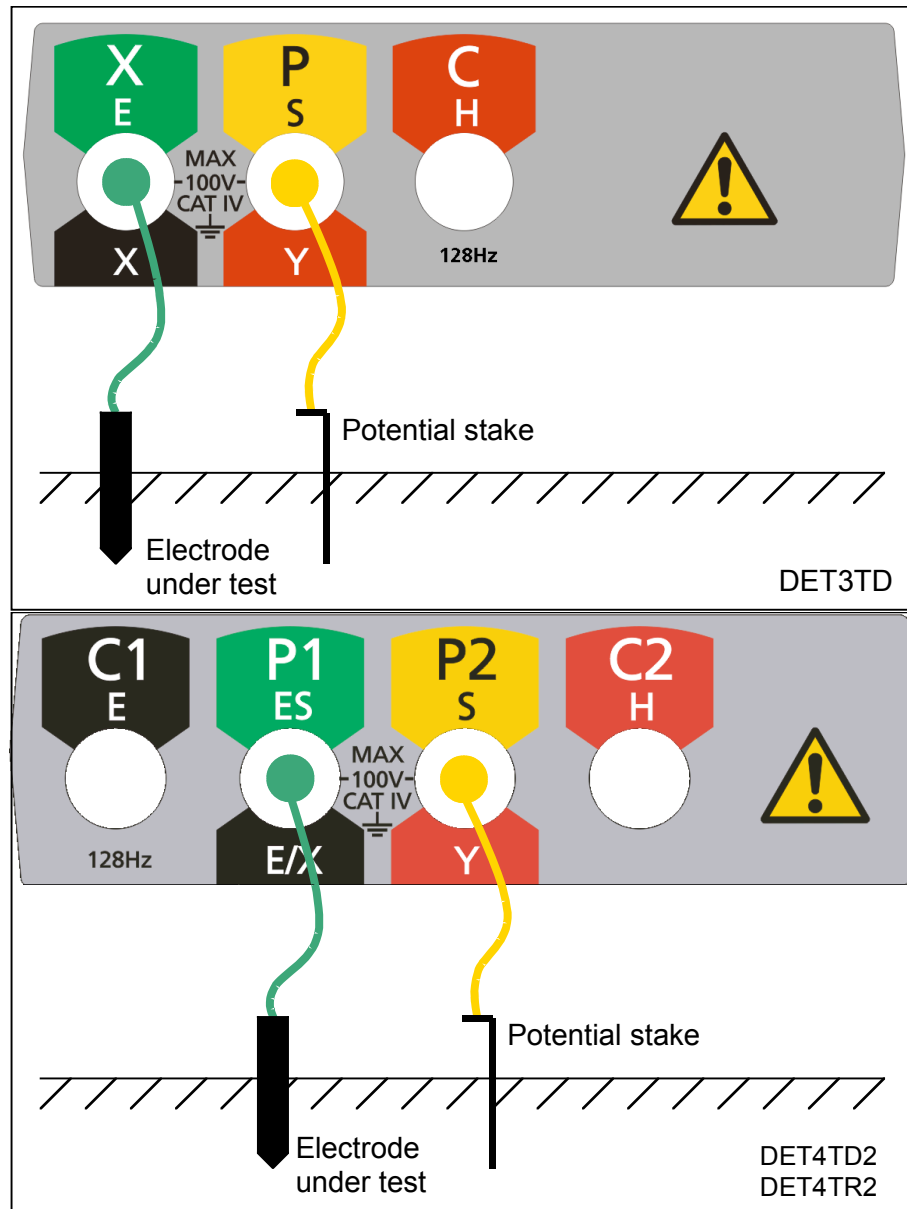 X
E
P
S
C
H
MAX
100V
CAT IV
X
Y
128Hz
Potential stake
Electrode
under test
DET3TD
C1
E
P1
ES
P2
S
C2
H
MAX
100V
CAT IV
128Hz
E/X
Y
Potential stake
Electrode
under test
DET4TD2
DET4TR2